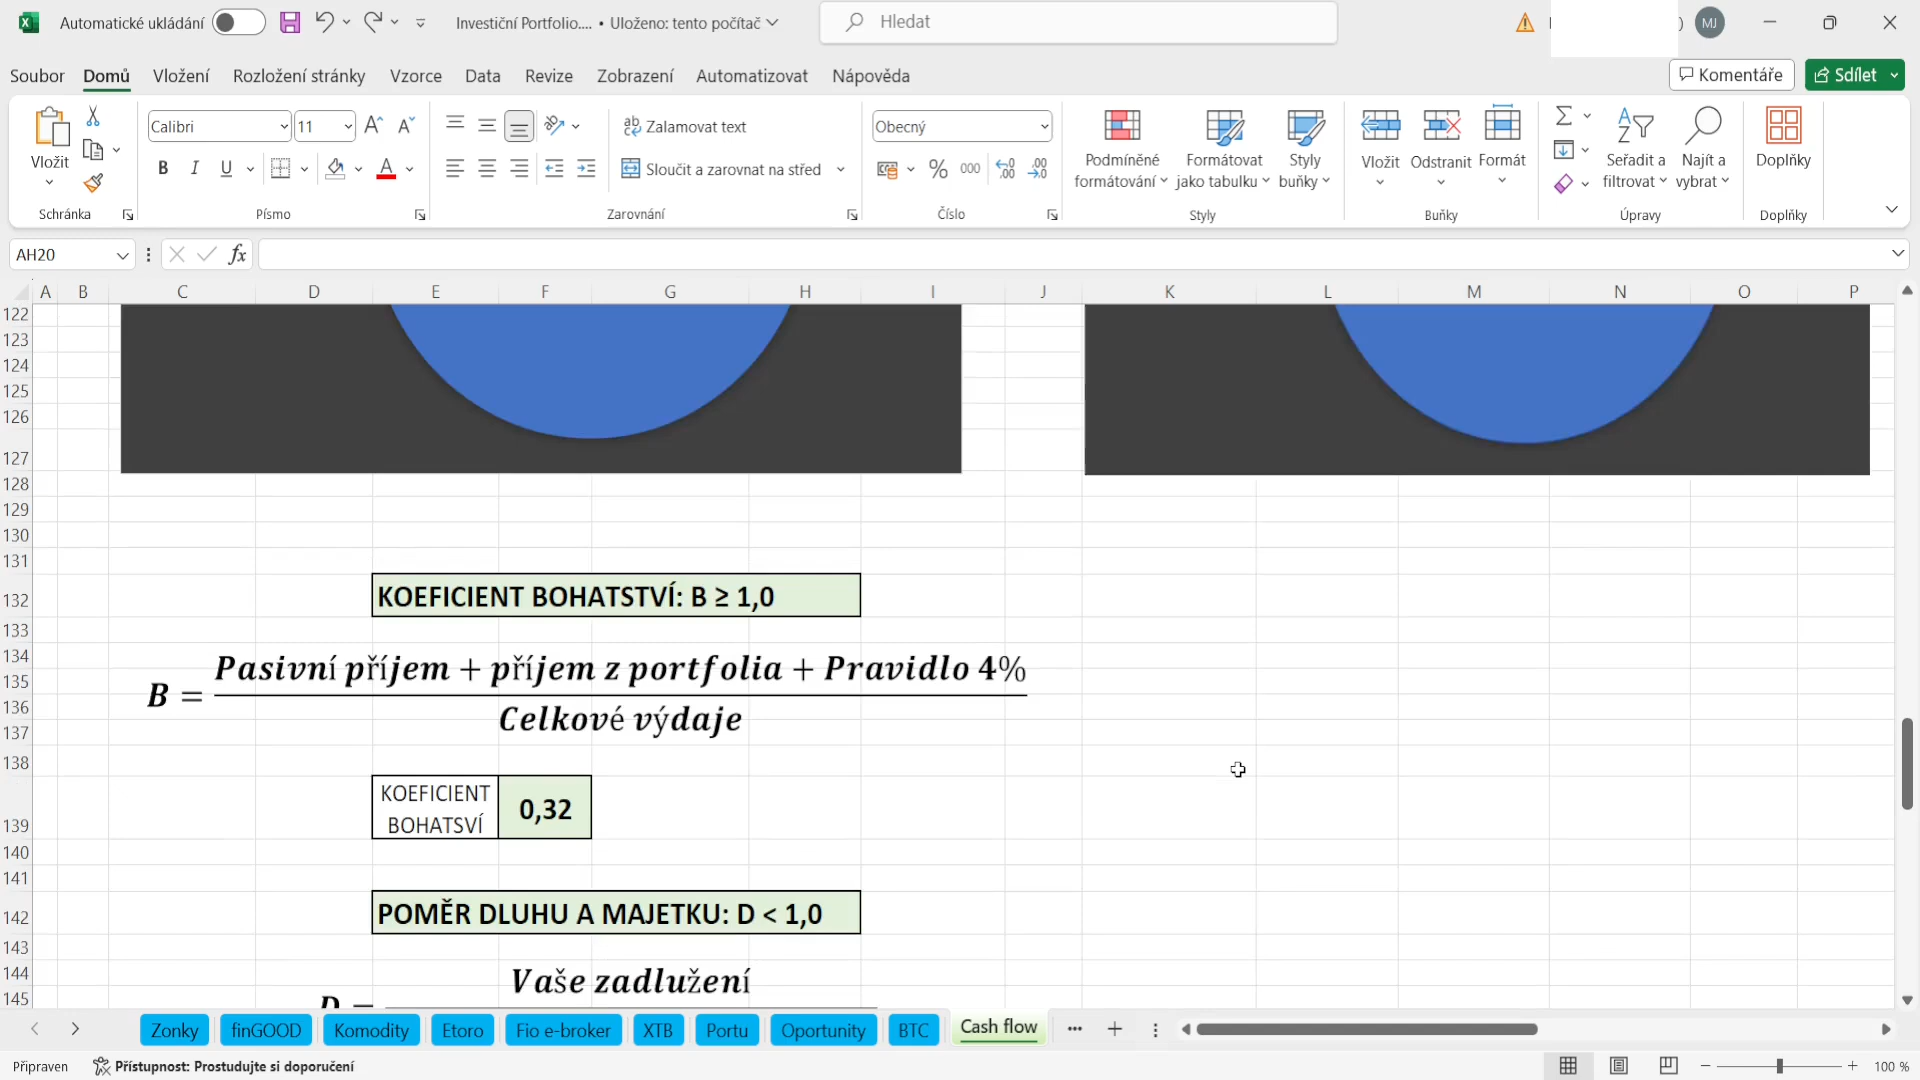 Automatické ukládání
Investiční Portfolio.... • Uloženo: tento počítač
Hledat
MJ
Soubor Domů Vložení Rozložení stránky Vzorce Data Revize Zobrazení Automatizovat Nápověda
Komentáře Sdílet
Vložit
Schránka
Calibri 11
B I U
Písmo
Zalamovat text
Sloučit a zarovnat na střed
Zarovnání
Obecný
% 000
Číslo
Podmíněné formátování
Formátovat jako tabulku
Styly buňky
Styly
Vložit Odstranit Formát
Buňky
Seřadit a filtrovat
Najít a vybrat
Úpravy
Doplňky
Doplňky
AH20
fx
A B C D E F G H I J K L M N O P
122
123
124
125
126
127
128
129
130
131
132
KOEFICIENT BOHATSTVÍ: B ≥ 1,0
133
134
135
136
137
B = Pasivní příjem + příjem z portfolia + Pravidlo 4%
Celkové výdaje
138
139
KOEFICIENT
BOHATSVÍ
0,32
140
141
142
POMĚR DLUHU A MAJETKU: D < 1,0
143
144
145
Vaše zadlužení
D =
Zonky finGOOD Komodity Etoro Fio e-broker XTB Portu Oportunity BTC Cash flow
Připraven Přístupnost: Prostudujte si doporučení
100 %